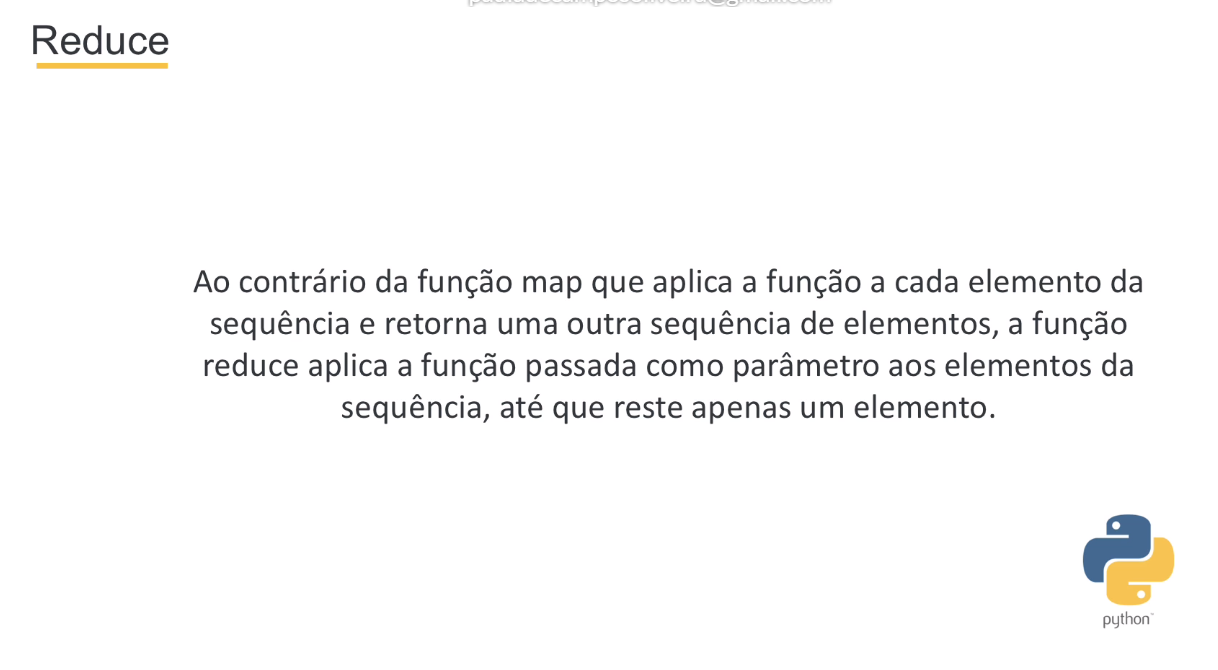 Reduce
Ao contrário da função map que aplica a função a cada elemento da
sequência e retorna uma outra sequência de elementos, a função
reduce aplica a função passada como parâmetro aos elementos da
sequência, até que reste apenas um elemento.
python